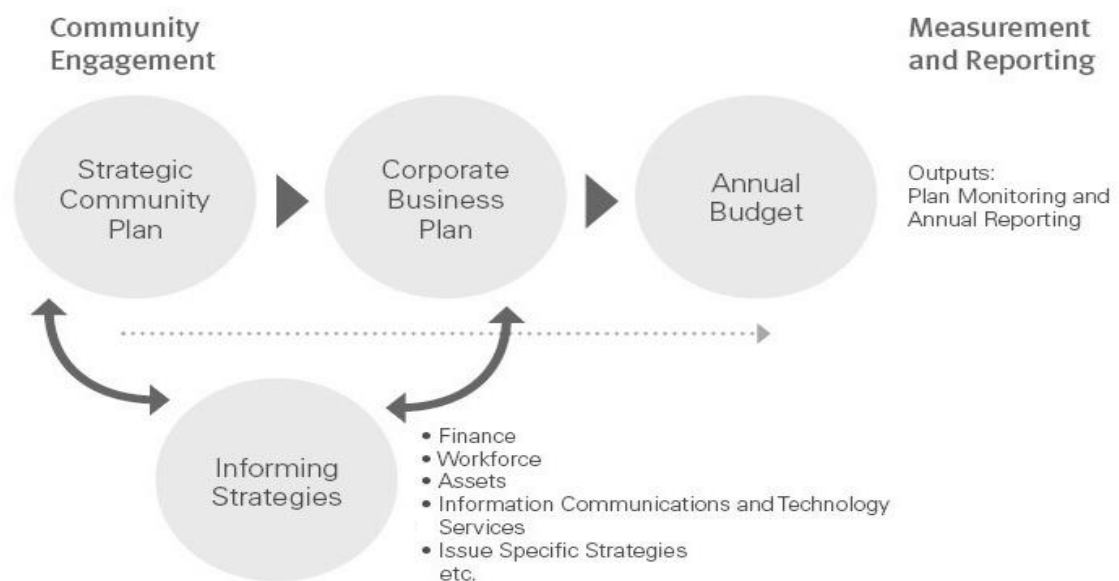 Community
Engagement
Measurement
and Reporting
Strategic
Community
Plan
Corporate
Business
Plan
Annual
Budget
Outputs:
Plan Monitoring and
Annual Reporting
Informing
Strategies
• Finance
• Workforce
• Assets
• Information Communications and Technology
Services
• Issue Specific Strategies
etc.